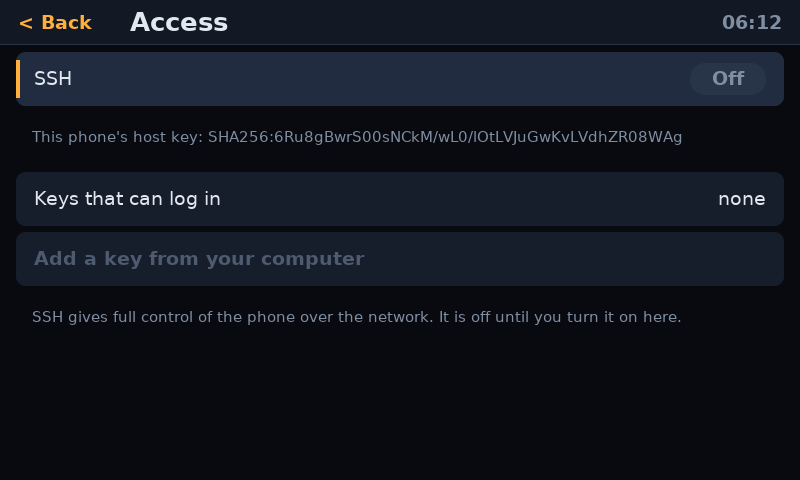 < Back Access 06:12
SSH Off
This phone's host key: SHA256:6Ru8gBwrS00sNCkM/wL0/IOtLVJuGwKvLVdhZR08WAg
Keys that can log in none
Add a key from your computer
SSH gives full control of the phone over the network. It is off until you turn it on here.